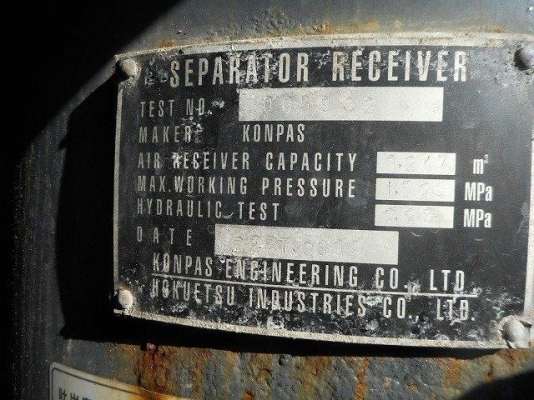 SEPARATOR RECEIVER
TEST NO.
MAKER KONPAS
AIR RECEIVER CAPACITY m³
MAX. WORKING PRESSURE MPa
HYDRAULIC TEST MPa
DATE
KONPAS ENGINEERING CO., LTD
HOKUETSU INDUSTRIES CO., LTD.